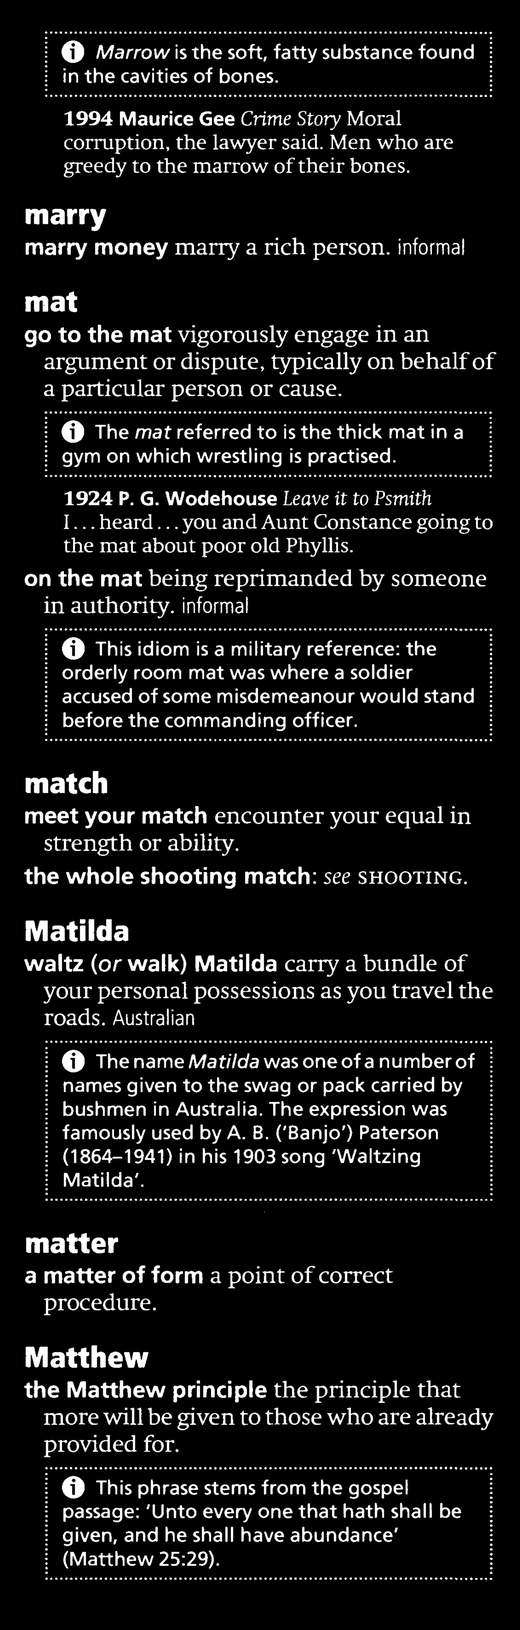 ⓘ Marrow is the soft, fatty substance found
in the cavities of bones.
1994 Maurice Gee Crime Story Moral
corruption, the lawyer said. Men who are
greedy to the marrow of their bones.
marry
marry money marry a rich person. informal
mat
go to the mat vigorously engage in an
argument or dispute, typically on behalf of
a particular person or cause.
ⓘ The mat referred to is the thick mat in a
gym on which wrestling is practised.
1924 P. G. Wodehouse Leave it to Psmith
I...heard...you and Aunt Constance going to
the mat about poor old Phyllis.
on the mat being reprimanded by someone
in authority. informal
ⓘ This idiom is a military reference: the
orderly room mat was where a soldier
accused of some misdemeanour would stand
before the commanding officer.
match
meet your match encounter your equal in
strength or ability.
the whole shooting match: see SHOOTING.
Matilda
waltz (or walk) Matilda carry a bundle of
your personal possessions as you travel the
roads. Australian
ⓘ The name Matilda was one of a number of
names given to the swag or pack carried by
bushmen in Australia. The expression was
famously used by A. B. (‘Banjo’) Paterson
(1864–1941) in his 1903 song ‘Waltzing
Matilda’.
matter
a matter of form a point of correct
procedure.
Matthew
the Matthew principle the principle that
more will be given to those who are already
provided for.
ⓘ This phrase stems from the gospel
passage: ‘Unto every one that hath shall be
given, and he shall have abundance’
(Matthew 25:29).